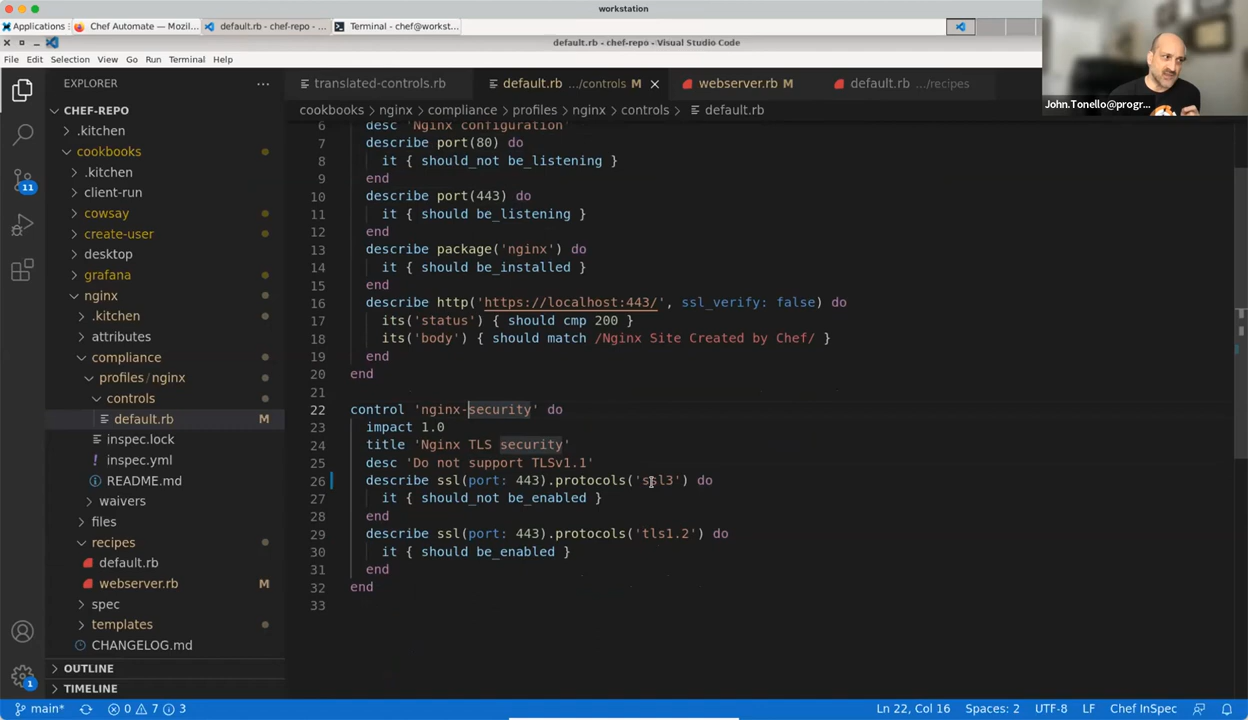 workstation
Applications
Chef Automate — Mozil...
default.rb - chef-repo - ...
Terminal - chef@workst...
default.rb - chef-repo - Visual Studio Code
File Edit Selection View Go Run Terminal Help
John.Tonello@progr...
EXPLORER
CHEF-REPO
.kitchen
cookbooks
.kitchen
client-run
cowsay
create-user
desktop
grafana
nginx
.kitchen
attributes
compliance
profiles / nginx
controls
default.rb M
inspec.lock
! inspec.yml
README.md
waivers
files
recipes
default.rb
webserver.rb M
spec
templates
CHANGELOG.md
OUTLINE
TIMELINE
11
1
translated-controls.rb
default.rb .../controls M
webserver.rb M
default.rb .../recipes
cookbooks > nginx > compliance > profiles > nginx > controls > default.rb
6 desc 'Nginx configuration'
7 describe port(80) do
8 it { should_not be_listening }
9 end
10 describe port(443) do
11 it { should be_listening }
12 end
13 describe package('nginx') do
14 it { should be_installed }
15 end
16 describe http('https://localhost:443/', ssl_verify: false) do
17 its('status') { should cmp 200 }
18 its('body') { should match /Nginx Site Created by Chef/ }
19 end
20 end
21
22 control 'nginx-security' do
23 impact 1.0
24 title 'Nginx TLS security'
25 desc 'Do not support TLSv1.1'
26 describe ssl(port: 443).protocols('ssl3') do
27 it { should_not be_enabled }
28 end
29 describe ssl(port: 443).protocols('tls1.2') do
30 it { should be_enabled }
31 end
32 end
33
main* 0 7 3
Ln 22, Col 16 Spaces: 2 UTF-8 LF Chef InSpec